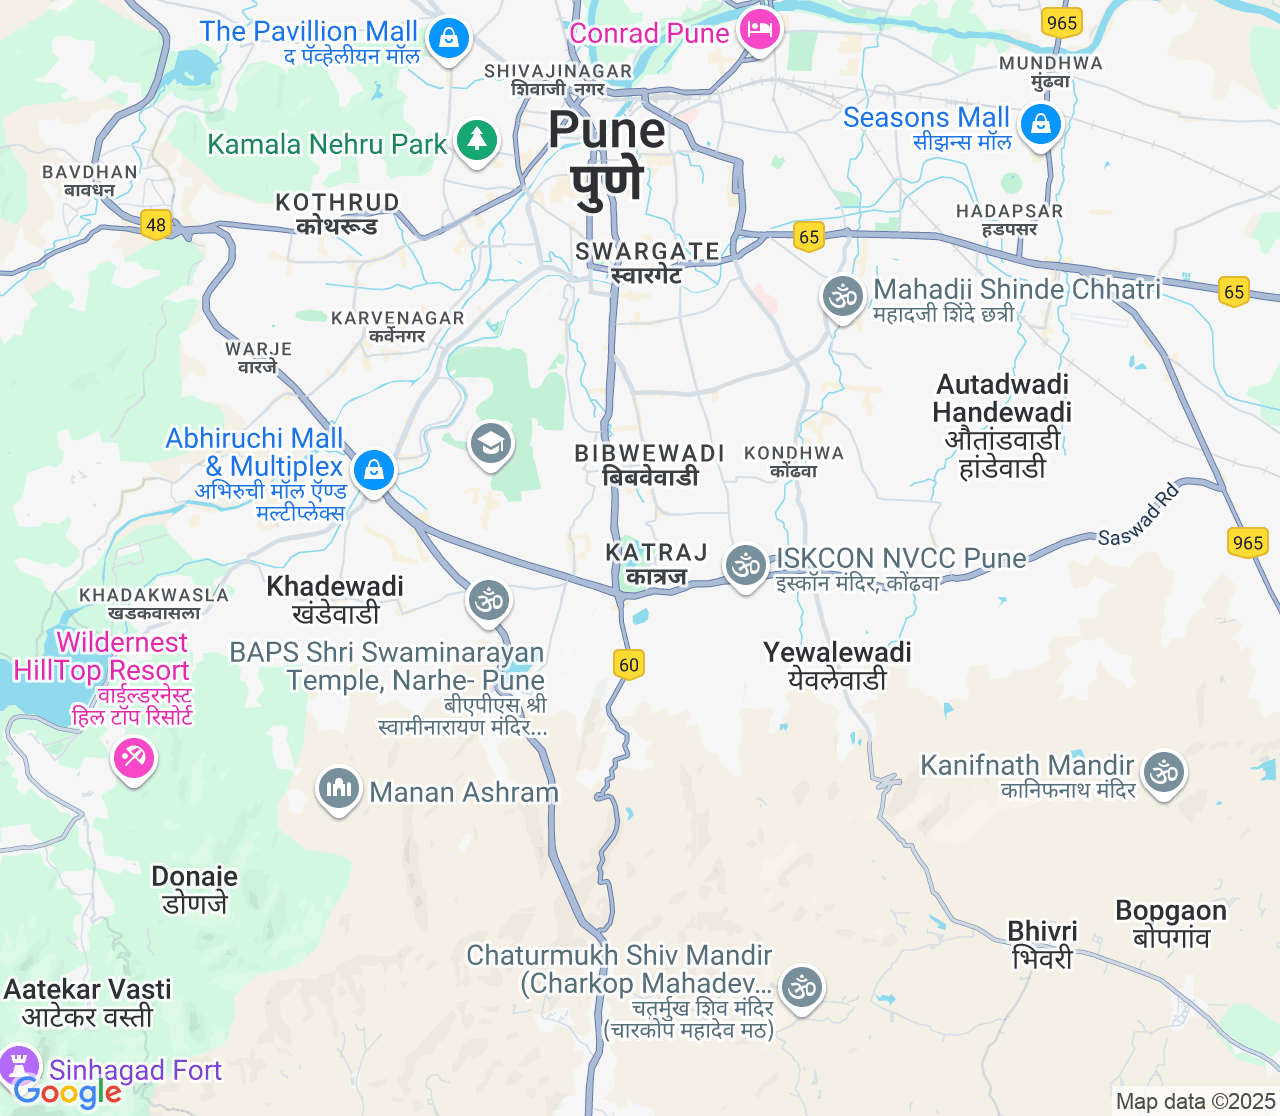 The Pavillion Mall
द पॅव्हेलीयन मॉल
Conrad Pune
965
SHIVAJINAGAR
शिवाजी नगर
MUNDHWA
मुंढवा
Kamala Nehru Park
Pune
पुणे
Seasons Mall
सीझन्स मॉल
BAVDHAN
बावधन
48
KOTHRUD
कोथरूड
HADAPSAR
हडपसर
SWARGATE
स्वारगेट
65
Mahadji Shinde Chhatri
महादजी शिंदे छत्री
65
KARVENAGAR
कर्वेनगर
WARJE
वारजे
Autadwadi
Handewadi
औतांडवाडी
हांडेवाडी
Abhiruchi Mall
& Multiplex
अभिरुची मॉल ऍण्ड
मल्टीप्लेक्स
BIBWEWADI
बिबवेवाडी
KONDHWA
कोंढवा
Saswad Rd
965
KATRAJ
कात्रज
ISKCON NVCC Pune
इस्कॉन मंदिर, कोंढवा
Khadewadi
खंडेवाडी
KHADAKWASLA
खडकवासला
Wildernest
HillTop Resort
वाईल्डरनेस्ट
हिल टॉप रिसोर्ट
BAPS Shri Swaminarayan
Temple, Narhe- Pune
बीएपीएस श्री
स्वामीनारायण मंदिर...
60
Yewalewadi
येवलेवाडी
Manan Ashram
Kanifnath Mandir
कानिफनाथ मंदिर
Donaje
डोणजे
Bopgaon
बोपगांव
Bhivri
भिवरी
Chaturmukh Shiv Mandir
(Charkop Mahadev...
चतर्मुख शिव मंदिर
(चारकोप महादेव मठ)
Aatekar Vasti
आटेकर वस्ती
Sinhagad Fort
Google
Map data ©2025